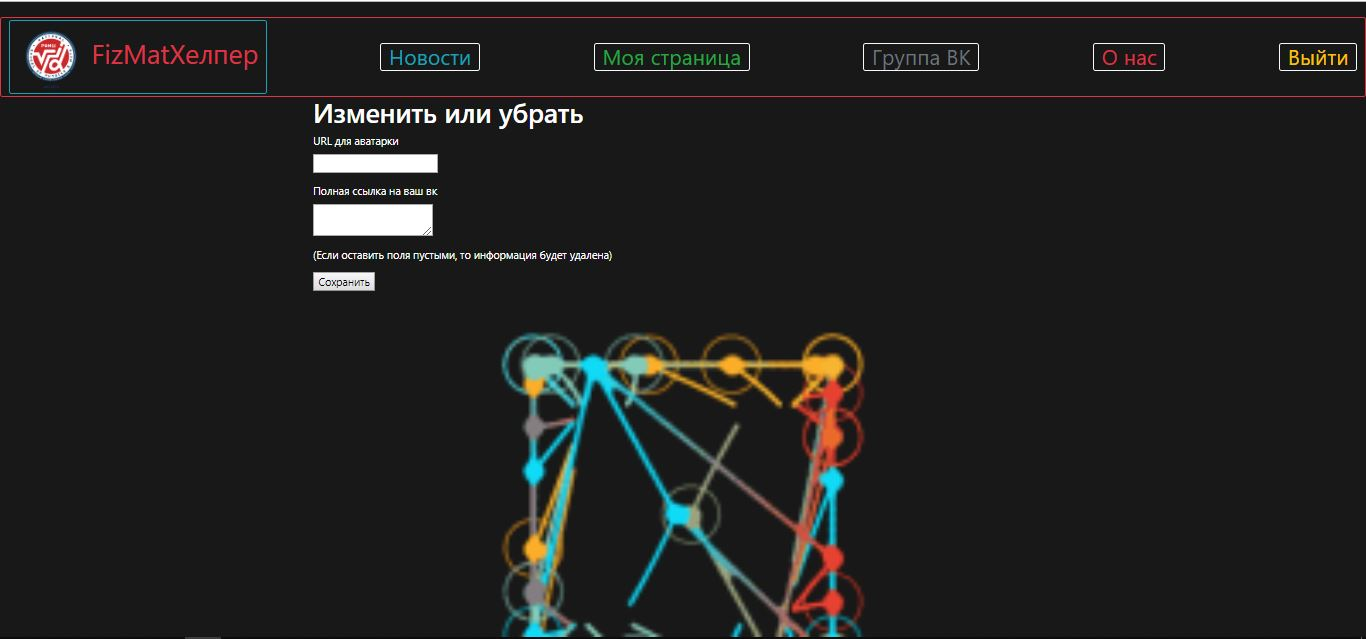 FizMatХелпер
Новости
Моя страница
Группа ВК
О нас
Выйти
Изменить или убрать
URL для аватарки
Полная ссылка на ваш вк
(Если оставить поля пустыми, то информация будет удалена)
Сохранить